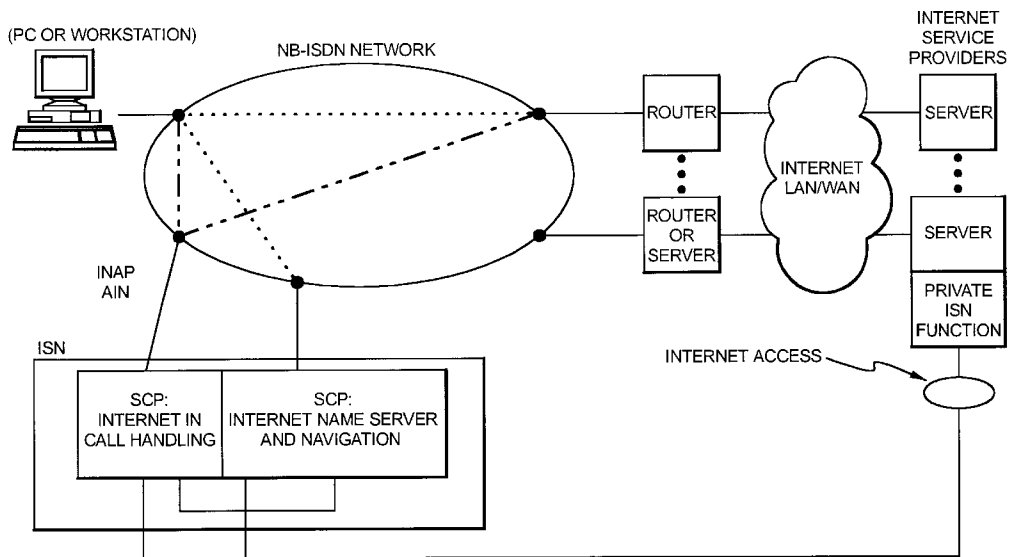 (PC OR WORKSTATION)
NB-ISDN NETWORK
INTERNET
SERVICE
PROVIDERS
ROUTER
SERVER
INTERNET
LAN/WAN
ROUTER
OR
SERVER
SERVER
INAP
AIN
PRIVATE
ISN
FUNCTION
ISN
INTERNET ACCESS
SCP:
INTERNET IN
CALL HANDLING
SCP:
INTERNET NAME SERVER
AND NAVIGATION